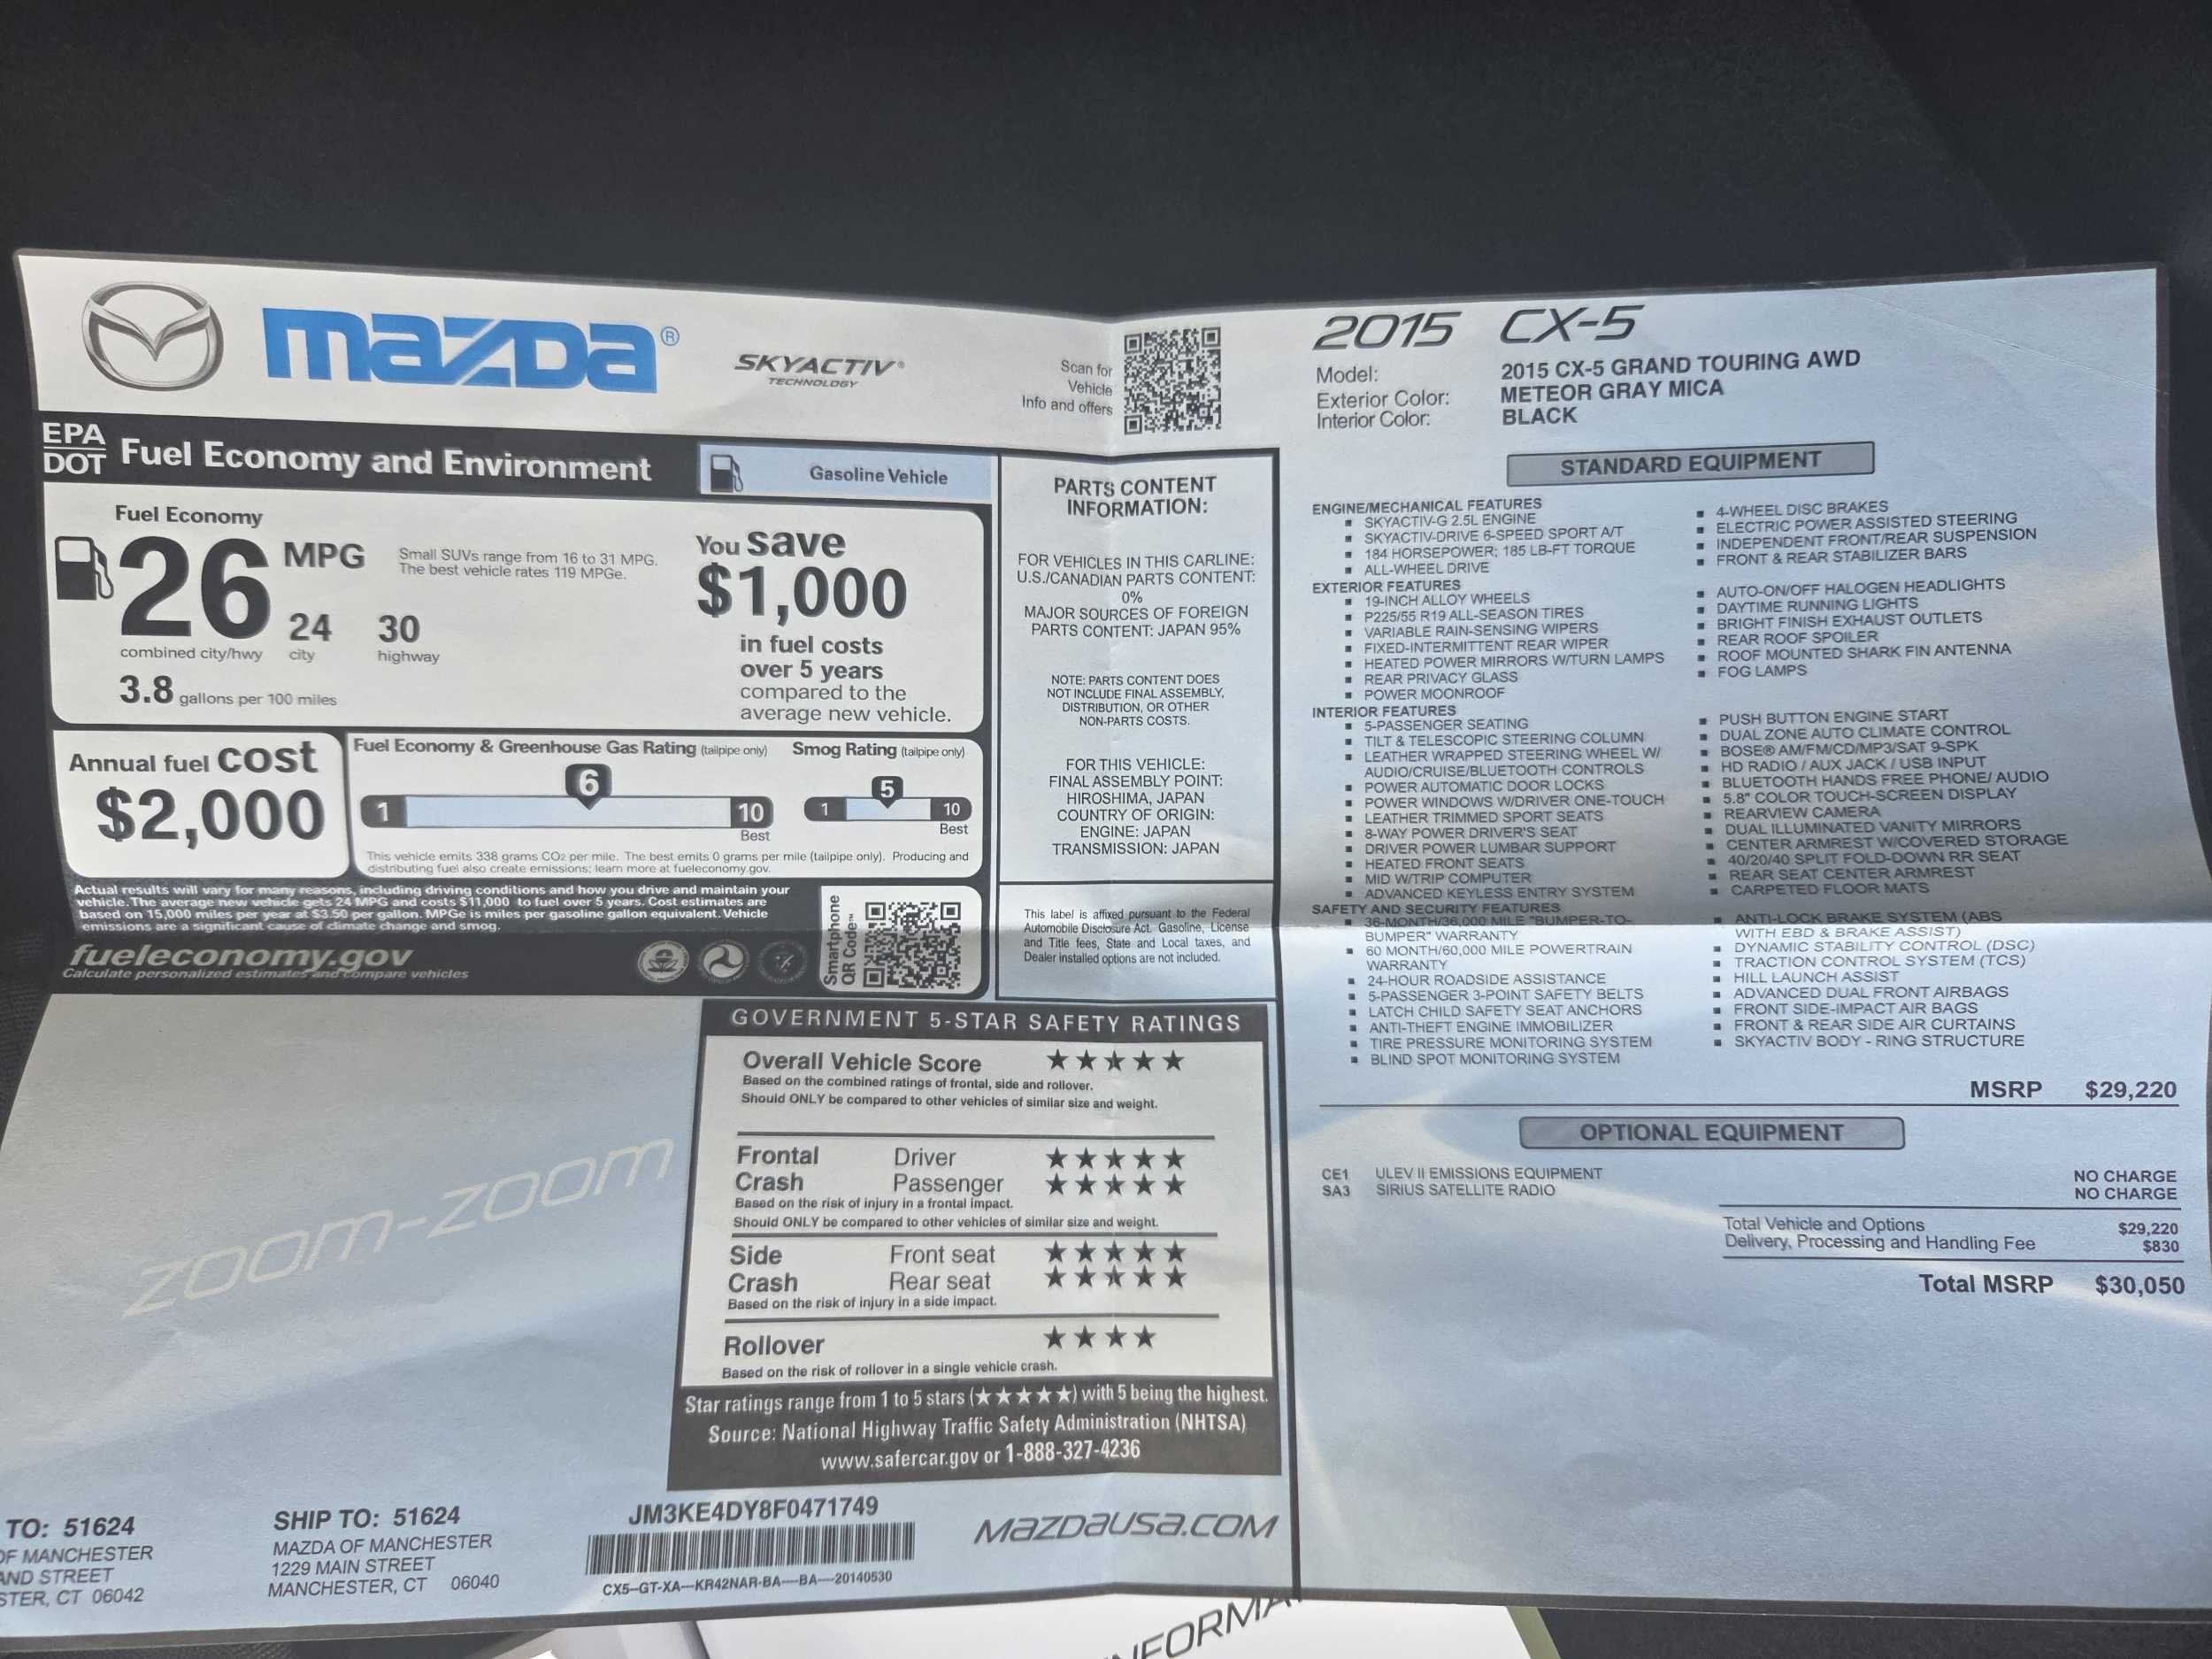 mazda®
SKYACTIV®
TECHNOLOGY
Scan for
Vehicle
Info and offers
EPA
DOT
Fuel Economy and Environment
Gasoline Vehicle
Fuel Economy
26 MPG
Small SUVs range from 16 to 31 MPG.
The best vehicle rates 119 MPGe.
24 30
combined city/hwy city highway
3.8 gallons per 100 miles
You save
$1,000
in fuel costs
over 5 years
compared to the
average new vehicle.
Annual fuel cost
$2,000
Fuel Economy & Greenhouse Gas Rating (tailpipe only)
6
1 10
Best
Smog Rating (tailpipe only)
5
1 10
Best
This vehicle emits 338 grams CO2 per mile. The best emits 0 grams per mile (tailpipe only). Producing and
distributing fuel also create emissions; learn more at fueleconomy.gov.
Actual results will vary for many reasons, including driving conditions and how you drive and maintain your
vehicle. The average new vehicle gets 24 MPG and costs $11,000 to fuel over 5 years. Cost estimates are
based on 15,000 miles per year at $3.50 per gallon. MPGe is miles per gasoline gallon equivalent. Vehicle
emissions are a significant cause of climate change and smog.
fueleconomy.gov
Calculate personalized estimates and compare vehicles
Smartphone
QR Code™
PARTS CONTENT
INFORMATION:
FOR VEHICLES IN THIS CARLINE:
U.S./CANADIAN PARTS CONTENT:
0%
MAJOR SOURCES OF FOREIGN
PARTS CONTENT: JAPAN 95%
NOTE: PARTS CONTENT DOES
NOT INCLUDE FINAL ASSEMBLY,
DISTRIBUTION, OR OTHER
NON-PARTS COSTS.
FOR THIS VEHICLE:
FINAL ASSEMBLY POINT:
HIROSHIMA, JAPAN
COUNTRY OF ORIGIN:
ENGINE: JAPAN
TRANSMISSION: JAPAN
This label is affixed pursuant to the Federal
Automobile Disclosure Act. Gasoline, License
and Title fees, State and Local taxes, and
Dealer installed options are not included.
zoom-zoom
GOVERNMENT 5-STAR SAFETY RATINGS
Overall Vehicle Score ★★★★★
Based on the combined ratings of frontal, side and rollover.
Should ONLY be compared to other vehicles of similar size and weight.
Frontal Driver ★★★★★
Crash Passenger ★★★★★
Based on the risk of injury in a frontal impact.
Should ONLY be compared to other vehicles of similar size and weight.
Side Front seat ★★★★★
Crash Rear seat ★★★★★
Based on the risk of injury in a side impact.
Rollover ★★★★
Based on the risk of rollover in a single vehicle crash.
Star ratings range from 1 to 5 stars (★★★★★) with 5 being the highest.
Source: National Highway Traffic Safety Administration (NHTSA)
www.safercar.gov or 1-888-327-4236
TO: 51624
OF MANCHESTER
AND STREET
STER, CT 06042
SHIP TO: 51624
MAZDA OF MANCHESTER
1229 MAIN STREET
MANCHESTER, CT 06040
JM3KE4DY8F0471749
CX5-GT-XA—KR42NAR-BA—BA—20140530
mazdausa.com
2015 CX-5
Model: 2015 CX-5 GRAND TOURING AWD
Exterior Color: METEOR GRAY MICA
Interior Color: BLACK
STANDARD EQUIPMENT
ENGINE/MECHANICAL FEATURES
▪ SKYACTIV-G 2.5L ENGINE
▪ SKYACTIV-DRIVE 6-SPEED SPORT A/T
▪ 184 HORSEPOWER; 185 LB-FT TORQUE
▪ ALL-WHEEL DRIVE
▪ 4-WHEEL DISC BRAKES
▪ ELECTRIC POWER ASSISTED STEERING
▪ INDEPENDENT FRONT/REAR SUSPENSION
▪ FRONT & REAR STABILIZER BARS
EXTERIOR FEATURES
▪ 19-INCH ALLOY WHEELS
▪ P225/55 R19 ALL-SEASON TIRES
▪ VARIABLE RAIN-SENSING WIPERS
▪ FIXED-INTERMITTENT REAR WIPER
▪ HEATED POWER MIRRORS W/TURN LAMPS
▪ REAR PRIVACY GLASS
▪ POWER MOONROOF
▪ AUTO-ON/OFF HALOGEN HEADLIGHTS
▪ DAYTIME RUNNING LIGHTS
▪ BRIGHT FINISH EXHAUST OUTLETS
▪ REAR ROOF SPOILER
▪ ROOF MOUNTED SHARK FIN ANTENNA
▪ FOG LAMPS
INTERIOR FEATURES
▪ 5-PASSENGER SEATING
▪ TILT & TELESCOPIC STEERING COLUMN
▪ LEATHER WRAPPED STEERING WHEEL W/
AUDIO/CRUISE/BLUETOOTH CONTROLS
▪ POWER AUTOMATIC DOOR LOCKS
▪ POWER WINDOWS W/DRIVER ONE-TOUCH
▪ LEATHER TRIMMED SPORT SEATS
▪ 8-WAY POWER DRIVER'S SEAT
▪ DRIVER POWER LUMBAR SUPPORT
▪ HEATED FRONT SEATS
▪ MID W/TRIP COMPUTER
▪ ADVANCED KEYLESS ENTRY SYSTEM
▪ PUSH BUTTON ENGINE START
▪ DUAL ZONE AUTO CLIMATE CONTROL
▪ BOSE® AM/FM/CD/MP3/SAT 9-SPK
▪ HD RADIO / AUX JACK / USB INPUT
▪ BLUETOOTH HANDS FREE PHONE/ AUDIO
▪ 5.8" COLOR TOUCH-SCREEN DISPLAY
▪ REARVIEW CAMERA
▪ DUAL ILLUMINATED VANITY MIRRORS
▪ CENTER ARMREST W/COVERED STORAGE
▪ 40/20/40 SPLIT FOLD-DOWN RR SEAT
▪ REAR SEAT CENTER ARMREST
▪ CARPETED FLOOR MATS
SAFETY AND SECURITY FEATURES
▪ 36-MONTH/36,000 MILE "BUMPER-TO-
BUMPER" WARRANTY
▪ 60 MONTH/60,000 MILE POWERTRAIN
WARRANTY
▪ 24-HOUR ROADSIDE ASSISTANCE
▪ 5-PASSENGER 3-POINT SAFETY BELTS
▪ LATCH CHILD SAFETY SEAT ANCHORS
▪ ANTI-THEFT ENGINE IMMOBILIZER
▪ TIRE PRESSURE MONITORING SYSTEM
▪ BLIND SPOT MONITORING SYSTEM
▪ ANTI-LOCK BRAKE SYSTEM (ABS
WITH EBD & BRAKE ASSIST)
▪ DYNAMIC STABILITY CONTROL (DSC)
▪ TRACTION CONTROL SYSTEM (TCS)
▪ HILL LAUNCH ASSIST
▪ ADVANCED DUAL FRONT AIRBAGS
▪ FRONT SIDE-IMPACT AIR BAGS
▪ FRONT & REAR SIDE AIR CURTAINS
▪ SKYACTIV BODY - RING STRUCTURE
MSRP $29,220
OPTIONAL EQUIPMENT
CE1 ULEV II EMISSIONS EQUIPMENT NO CHARGE
SA3 SIRIUS SATELLITE RADIO NO CHARGE
Total Vehicle and Options $29,220
Delivery, Processing and Handling Fee $830
Total MSRP $30,050